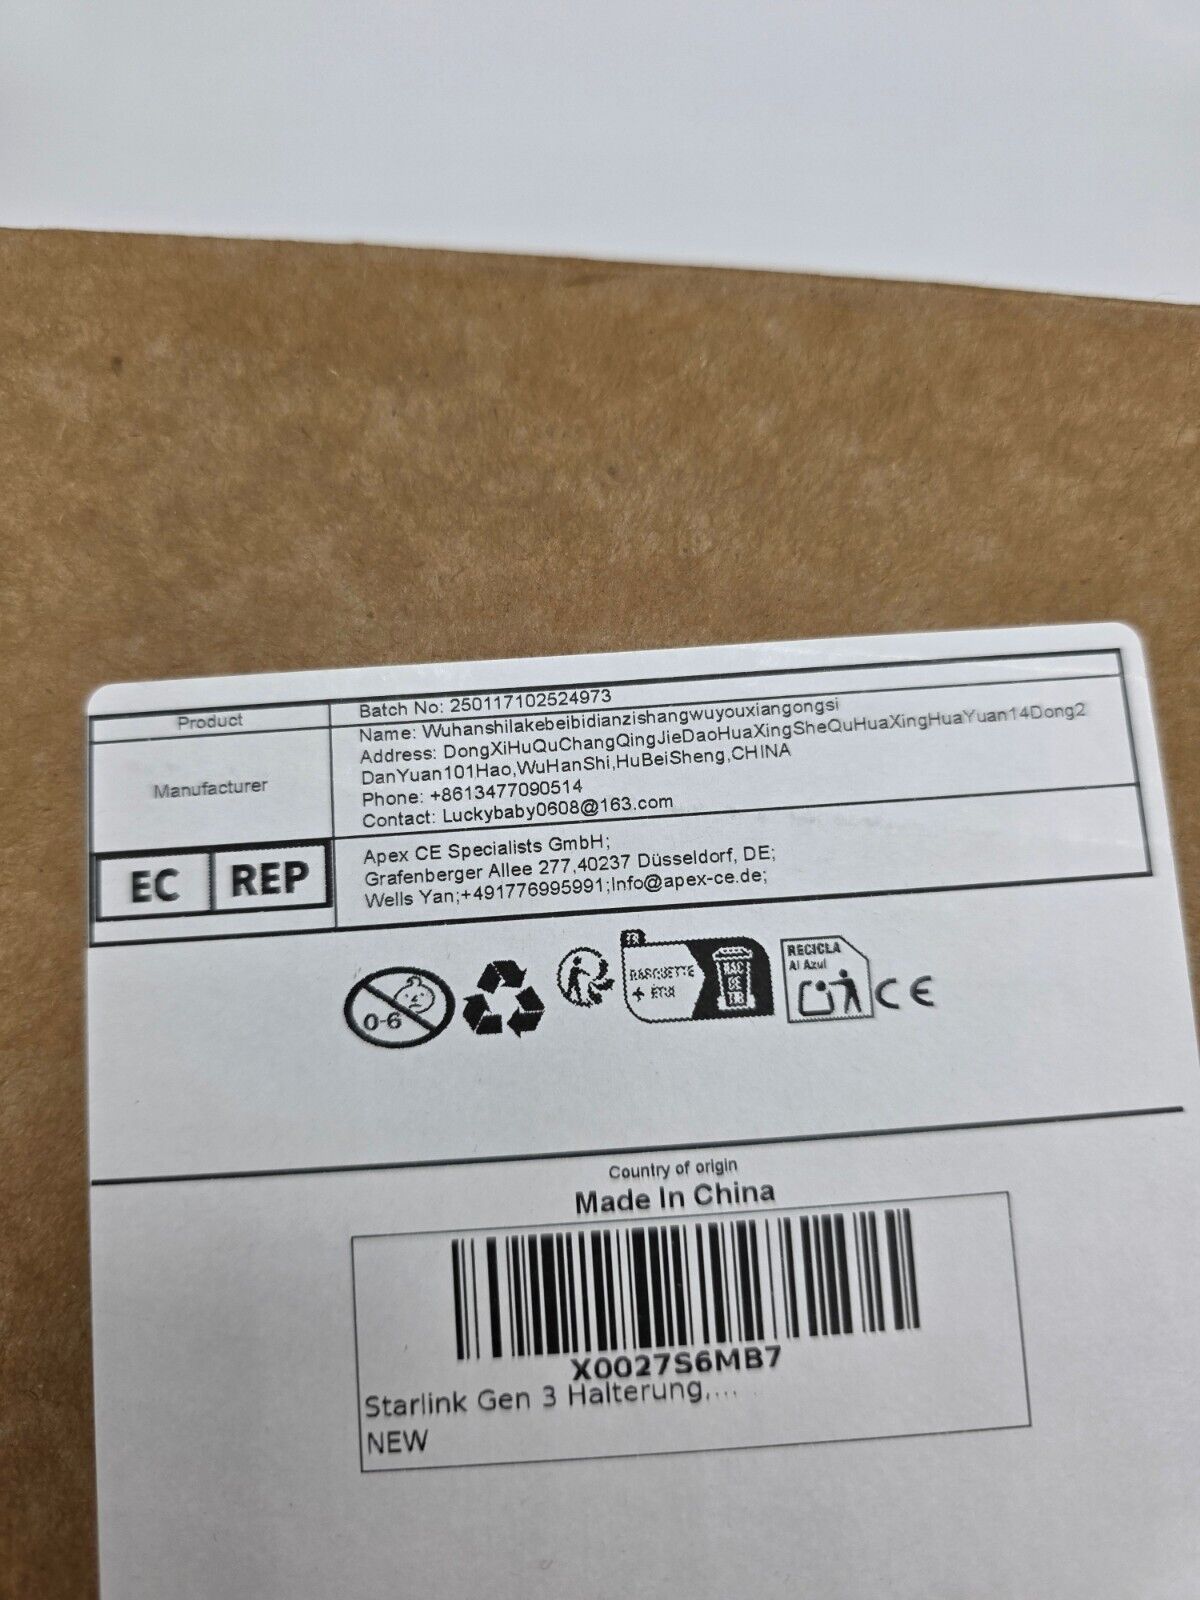 Product
Batch No: 250117102524973
Manufacturer
Name: Wuhanshilakebeibidianzishangwuyouxiangongsi
Address: DongXiHuQuChangQingJieDaoHuaXingSheQuHuaXingHuaYuan14Dong2
DanYuan101Hao,WuHanShi,HuBeiSheng,CHINA
Phone: +8613477090514
Contact: Luckybaby0608@163.com
EC REP
Apex CE Specialists GmbH;
Grafenberger Allee 277,40237 Düsseldorf, DE;
Wells Yan;+491776995991;Info@apex-ce.de;
0-6
FR
+
RECICLA
Al Azul
CE
Country of origin
Made In China
X0027S6MB7
Starlink Gen 3 Halterung,...
NEW